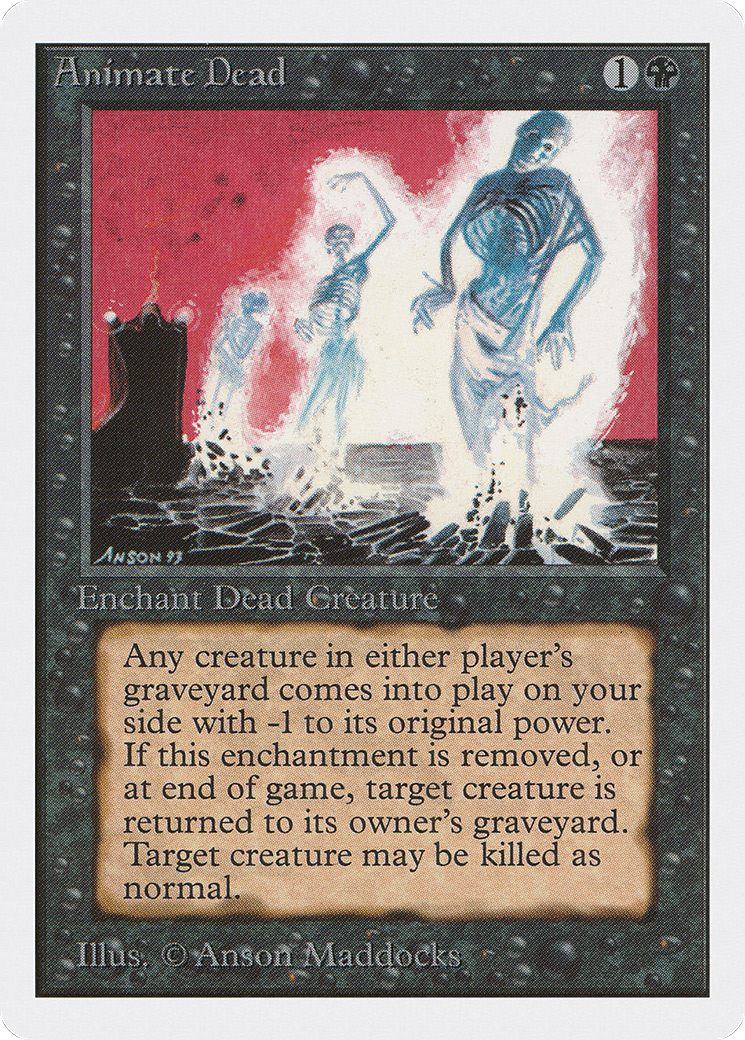 Animate Dead 1
ANSON 93
Enchant Dead Creature
Any creature in either player's
graveyard comes into play on your
side with -1 to its original power.
If this enchantment is removed, or
at end of game, target creature is
returned to its owner's graveyard.
Target creature may be killed as
normal.
Illus. © Anson Maddocks